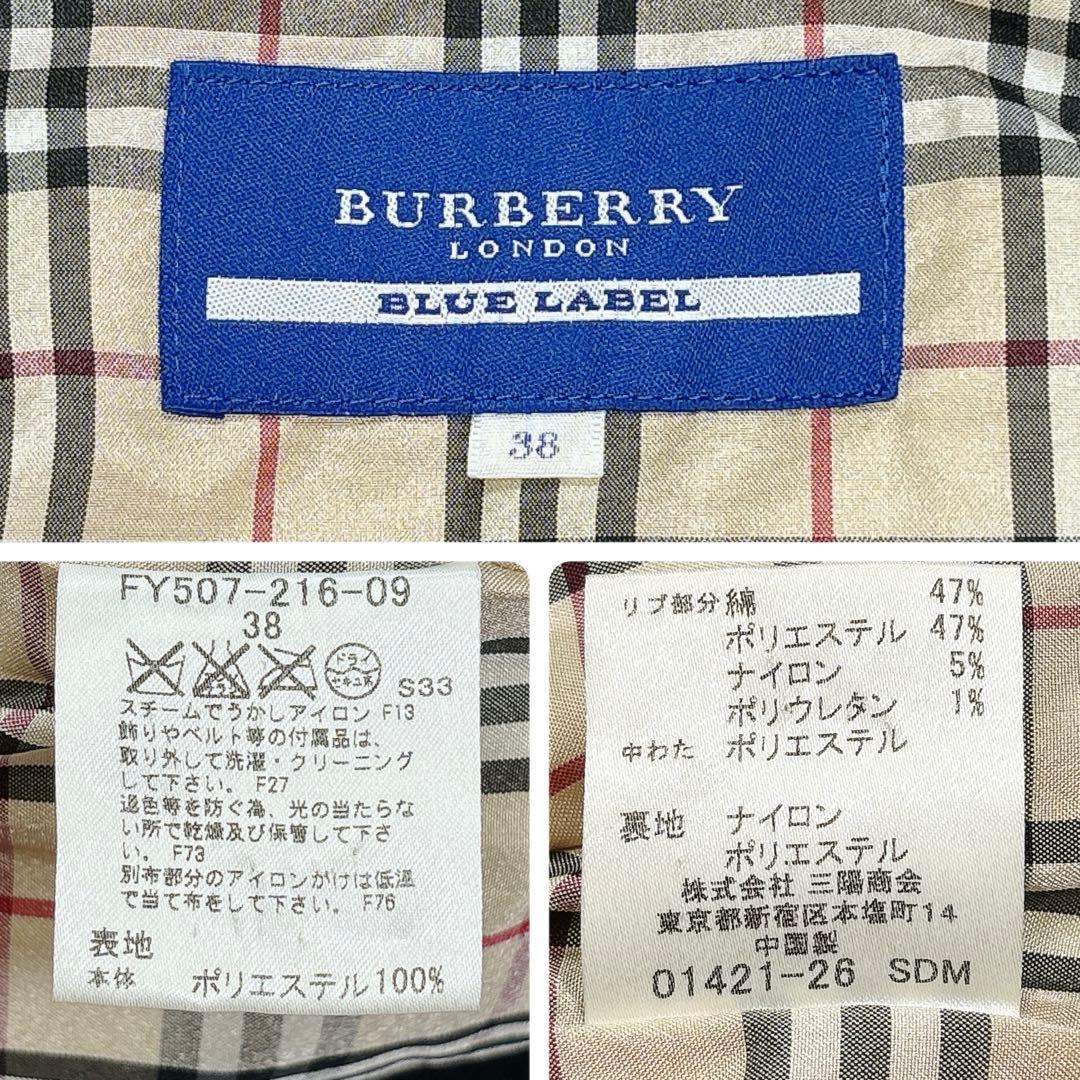 BURBERRY
LONDON
BLUE LABEL
38
FY507-216-09
38
ドライ
セキユ系
S33
スチームでうかしアイロン F13
飾りやベルト等の付属品は、
取り外して洗濯・クリーニング
して下さい。 F27
退色等を防ぐ為、光の当たらな
い所で乾燥及び保管して下さ
い。 F73
別布部分のアイロンがけは低温
で当て布をして下さい。 F76
表地
本体 ポリエステル100%
リブ部分 綿 47%
ポリエステル 47%
ナイロン 5%
ポリウレタン 1%
中わた ポリエステル
裏地 ナイロン
ポリエステル
株式会社 三陽商会
東京都新宿区本塩町14
中国製
01421-26 SDM